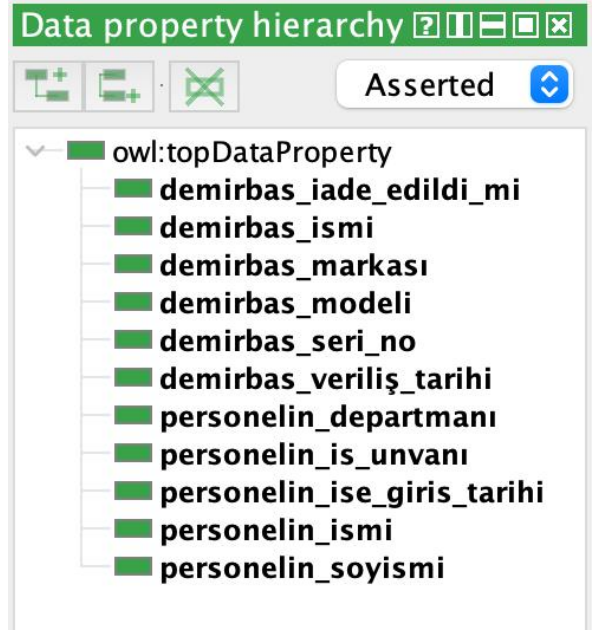 Data property hierarchy
Asserted
owl:topDataProperty
demirbas_iade_edildi_mi
demirbas_ismi
demirbas_markası
demirbas_modeli
demirbas_seri_no
demirbas_veriliş_tarihi
personelin_departmanı
personelin_is_unvanı
personelin_ise_giris_tarihi
personelin_ismi
personelin_soyismi